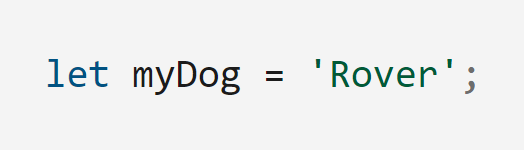 let myDog = 'Rover';